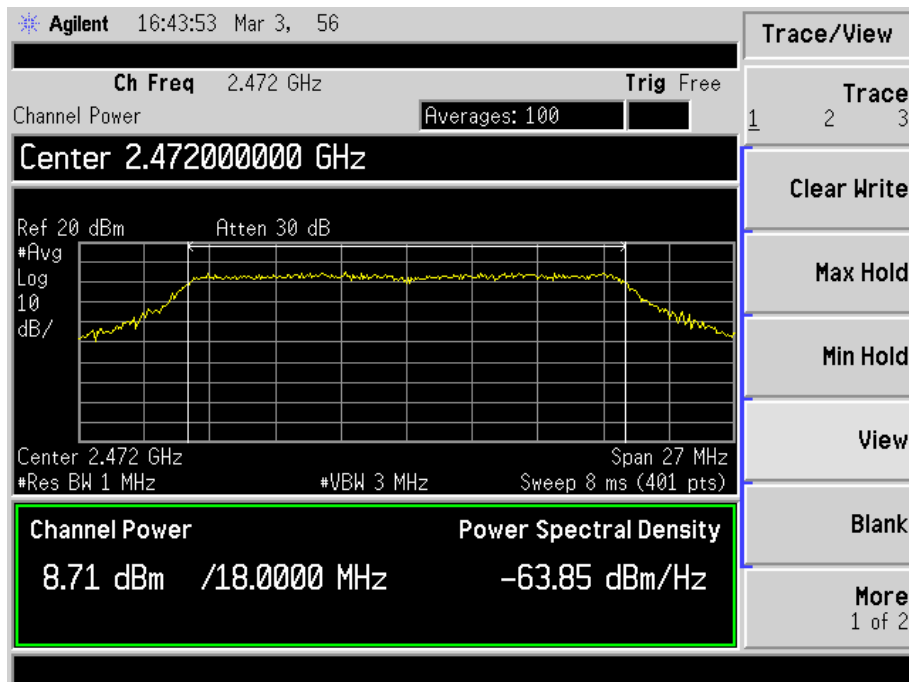 Agilent 16:43:53 Mar 3, 56
Trace/View
Ch Freq 2.472 GHz Trig Free
Channel Power Averages: 100
Center 2.472000000 GHz
Ref 20 dBm Atten 30 dB
#Avg
Log
10
dB/
Center 2.472 GHz Span 27 MHz
#Res BW 1 MHz #VBW 3 MHz Sweep 8 ms (401 pts)
Channel Power Power Spectral Density
8.71 dBm /18.0000 MHz -63.85 dBm/Hz
Trace
1 2 3
Clear Write
Max Hold
Min Hold
View
Blank
More
1 of 2